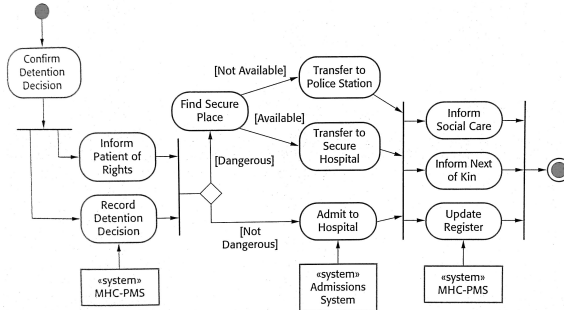 Confirm
Detention
Decision
Inform
Patient of
Rights
Record
Detention
Decision
«system»
MHC-PMS
Find Secure
Place
[Dangerous]
[Not
Dangerous]
[Not Available]
[Available]
Transfer to
Police Station
Transfer to
Secure
Hospital
Admit to
Hospital
«system»
Admissions
System
Inform
Social Care
Inform Next
of Kin
Update
Register
«system»
MHC-PMS